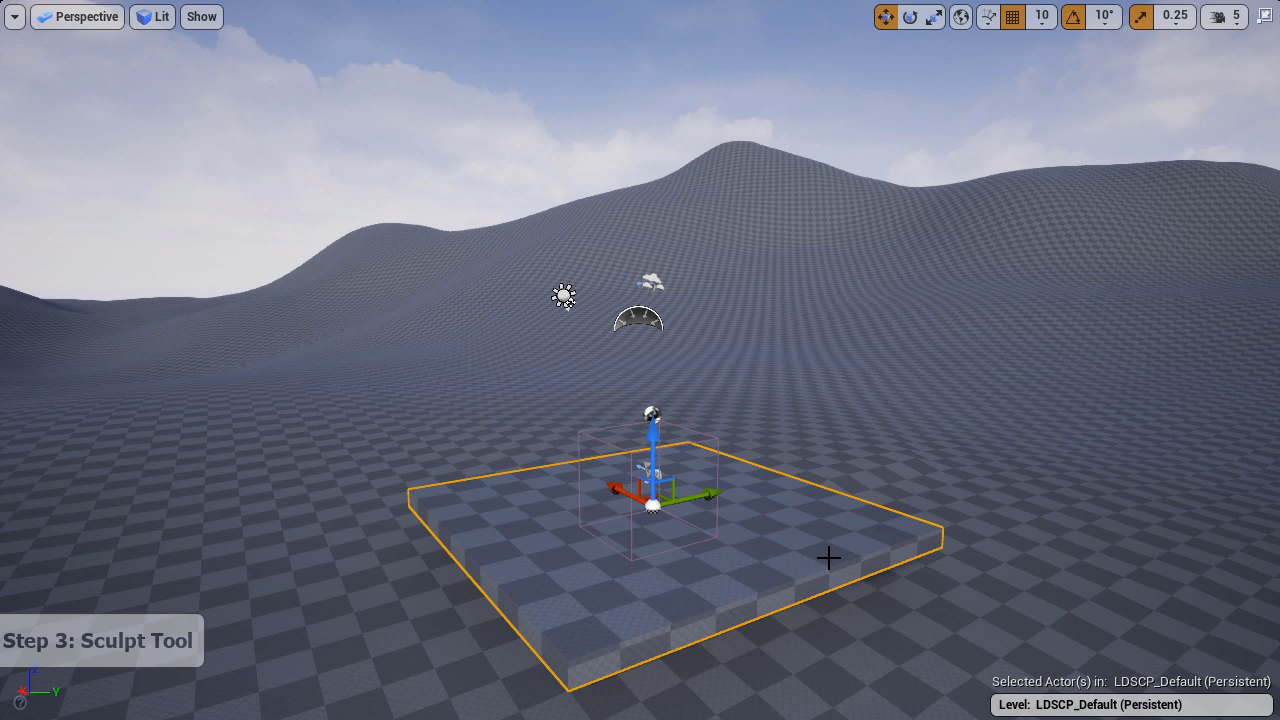 Perspective
Lit
Show
10
10°
0.25
5
Step 3: Sculpt Tool
Z
X Y
Selected Actor(s) in: LDSCP_Default (Persistent)
Level: LDSCP_Default (Persistent)